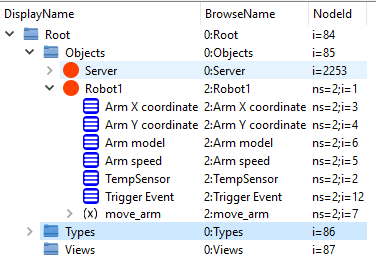 DisplayName BrowseName NodeId
Root 0:Root i=84
Objects 0:Objects i=85
Server 0:Server i=2253
Robot1 2:Robot1 ns=2;i=1
Arm X coordinate 2:Arm X coordinate ns=2;i=3
Arm Y coordinate 2:Arm Y coordinate ns=2;i=4
Arm model 2:Arm model ns=2;i=6
Arm speed 2:Arm speed ns=2;i=5
TempSensor 2:TempSensor ns=2;i=2
Trigger Event 2:Trigger Event ns=2;i=12
(x) move_arm 2:move_arm ns=2;i=7
Types 0:Types i=86
Views 0:Views i=87